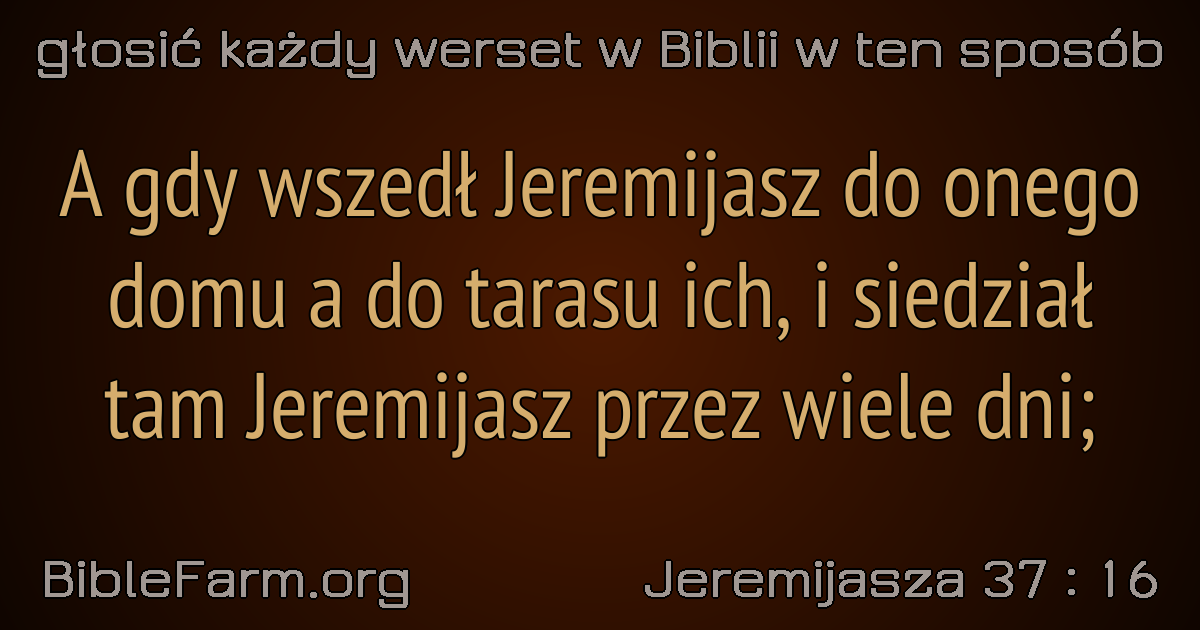 głosić każdy werset w Biblii w ten sposób
A gdy wszedł Jeremijasz do onego
domu a do tarasu ich, i siedział
tam Jeremijasz przez wiele dni;
BibleFarm.org
Jeremijasza 37 : 16